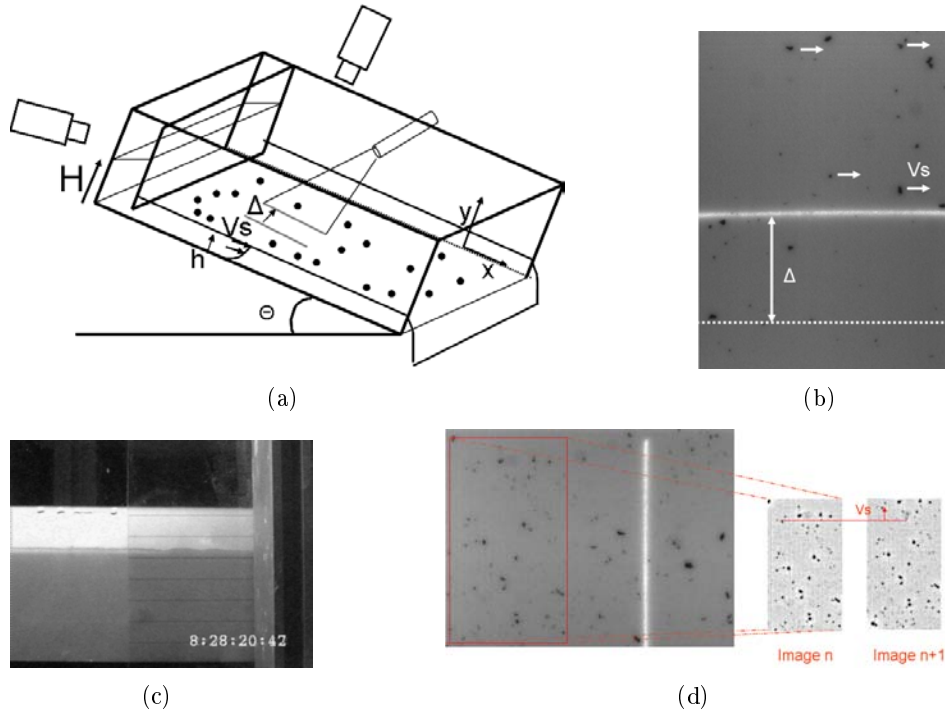 H
Δ
Vs
h
y
x
Θ
(a)
Vs
Δ
(b)
8:28:20:42
(c)
Vs
Image n
Image n+1
(d)